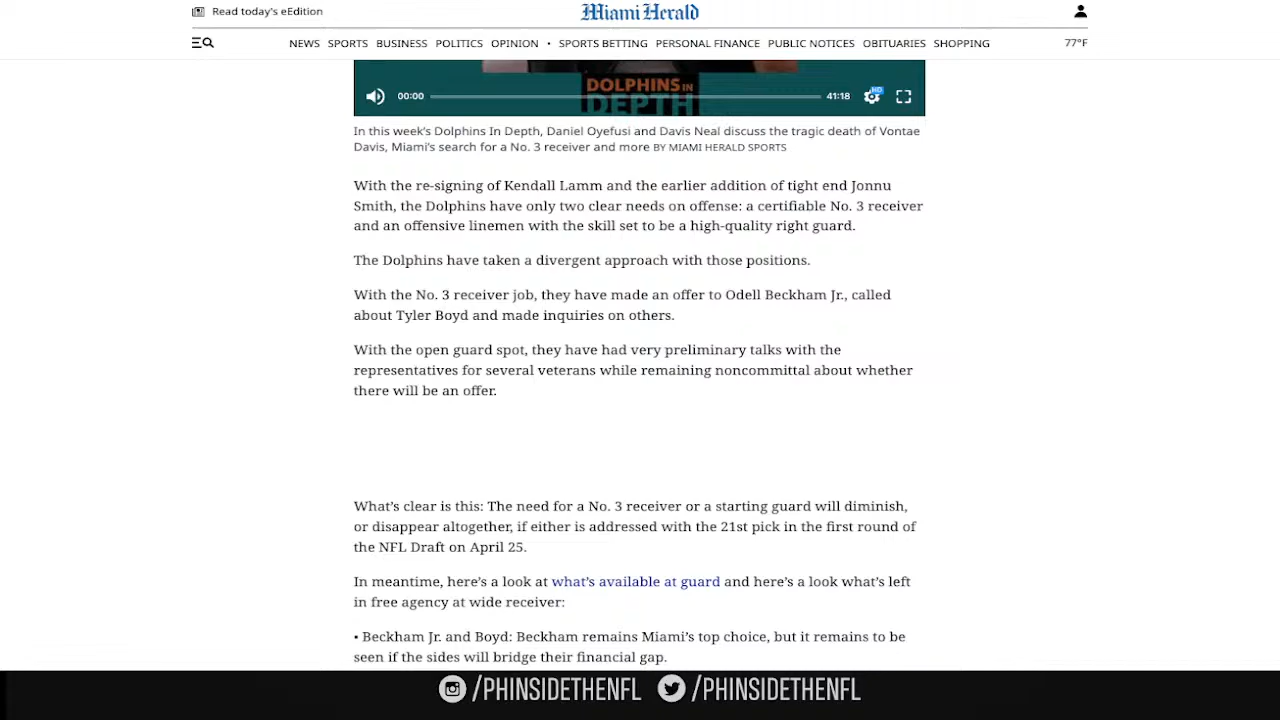 Read today's eEdition
Miami Herald
NEWS SPORTS BUSINESS POLITICS OPINION • SPORTS BETTING PERSONAL FINANCE PUBLIC NOTICES OBITUARIES SHOPPING 77°F
DOLPHINS IN
DEPTH
00:00 41:18 HD
In this week's Dolphins In Depth, Daniel Oyefusi and Davis Neal discuss the tragic death of Vontae
Davis, Miami's search for a No. 3 receiver and more BY MIAMI HERALD SPORTS
With the re-signing of Kendall Lamm and the earlier addition of tight end Jonnu
Smith, the Dolphins have only two clear needs on offense: a certifiable No. 3 receiver
and an offensive linemen with the skill set to be a high-quality right guard.
The Dolphins have taken a divergent approach with those positions.
With the No. 3 receiver job, they have made an offer to Odell Beckham Jr., called
about Tyler Boyd and made inquiries on others.
With the open guard spot, they have had very preliminary talks with the
representatives for several veterans while remaining noncommittal about whether
there will be an offer.
What's clear is this: The need for a No. 3 receiver or a starting guard will diminish,
or disappear altogether, if either is addressed with the 21st pick in the first round of
the NFL Draft on April 25.
In meantime, here's a look at what's available at guard and here's a look what's left
in free agency at wide receiver:
• Beckham Jr. and Boyd: Beckham remains Miami's top choice, but it remains to be
seen if the sides will bridge their financial gap.
/PHINSIDETHENFL /PHINSIDETHENFL